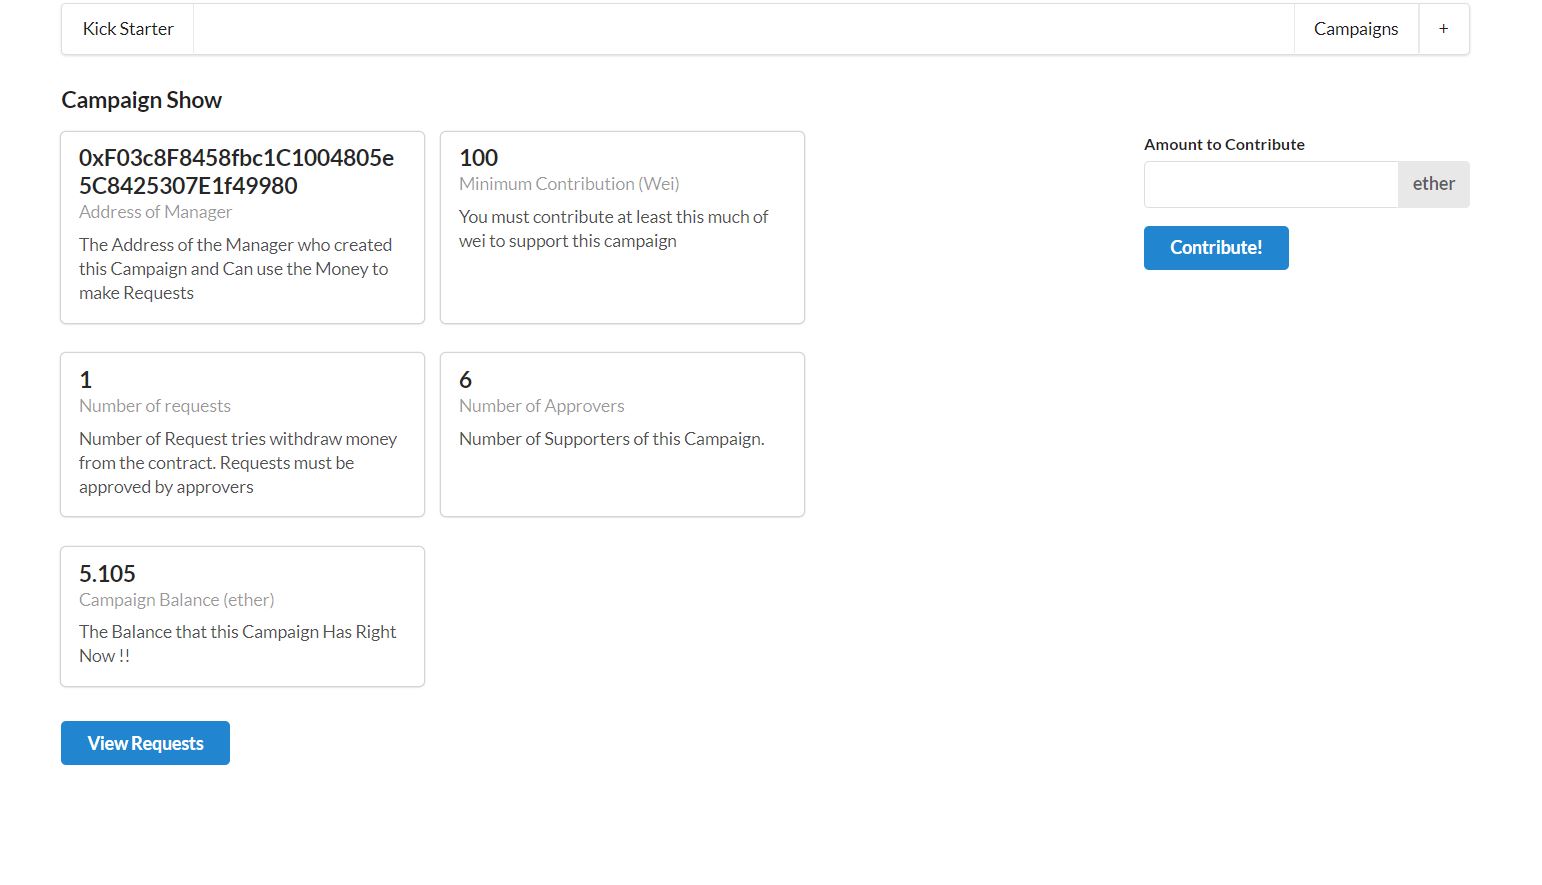 Kick Starter
Campaigns
+
Campaign Show
0xF03c8F8458fbc1C1004805e
5C8425307E1f49980
Address of Manager
The Address of the Manager who created
this Campaign and Can use the Money to
make Requests
100
Minimum Contribution (Wei)
You must contribute at least this much of
wei to support this campaign
Amount to Contribute
ether
Contribute!
1
Number of requests
Number of Request tries withdraw money
from the contract. Requests must be
approved by approvers
6
Number of Approvers
Number of Supporters of this Campaign.
5.105
Campaign Balance (ether)
The Balance that this Campaign Has Right
Now !!
View Requests